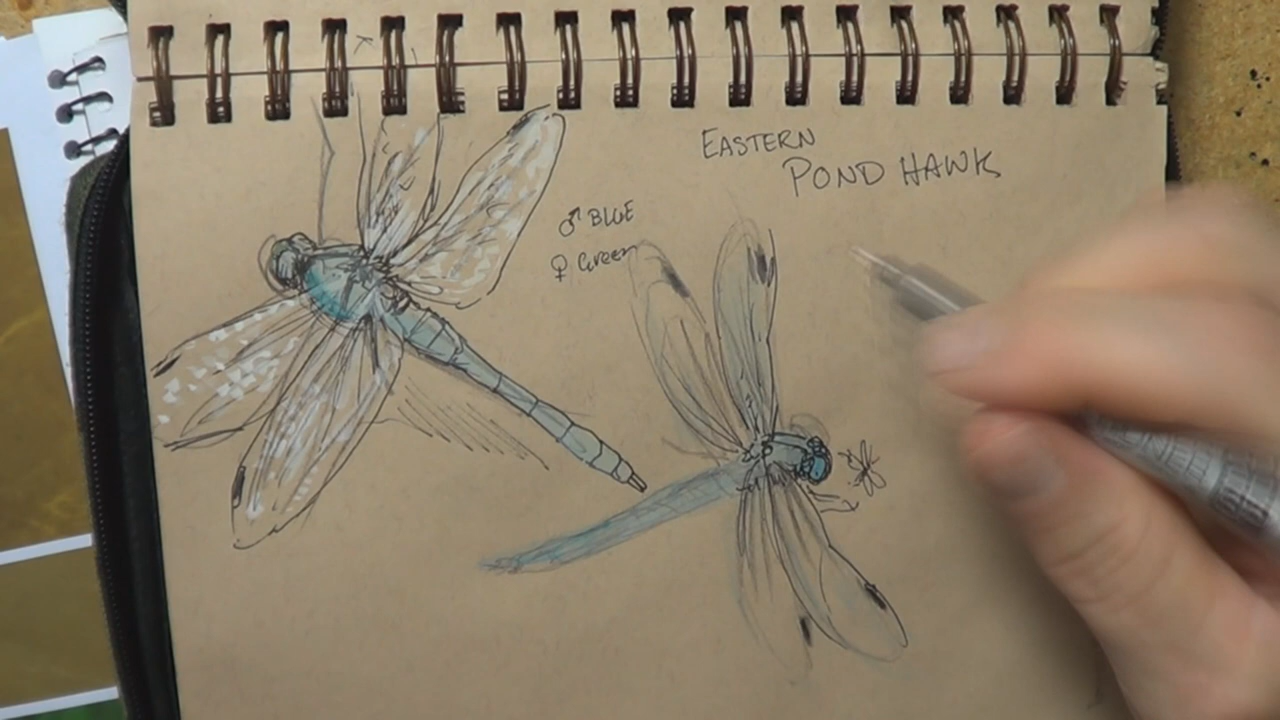 EASTERN
POND HAWK
♂ BLUE
♀ Green